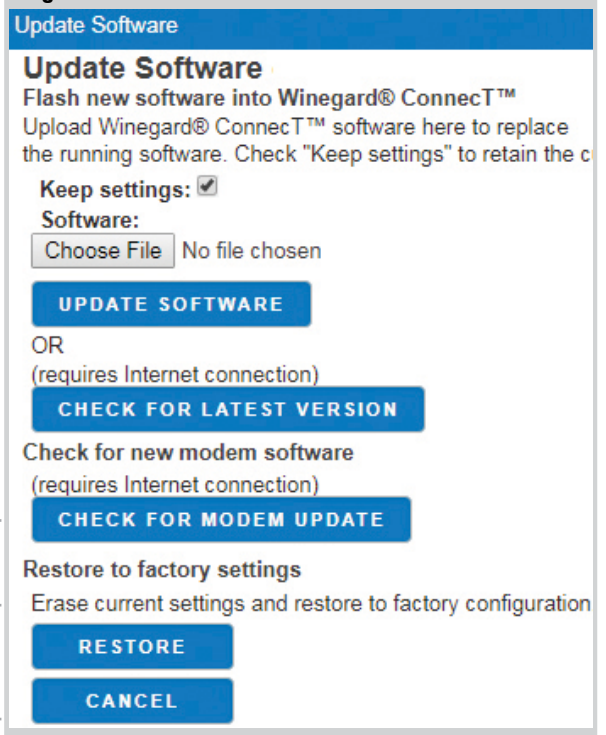 Update Software
Update Software
Flash new software into Winegard® ConnecT™
Upload Winegard® ConnecT™ software here to replace
the running software. Check "Keep settings" to retain the c
Keep settings:
Software:
Choose File No file chosen
UPDATE SOFTWARE
OR
(requires Internet connection)
CHECK FOR LATEST VERSION
Check for new modem software
(requires Internet connection)
CHECK FOR MODEM UPDATE
Restore to factory settings
Erase current settings and restore to factory configuration
RESTORE
CANCEL